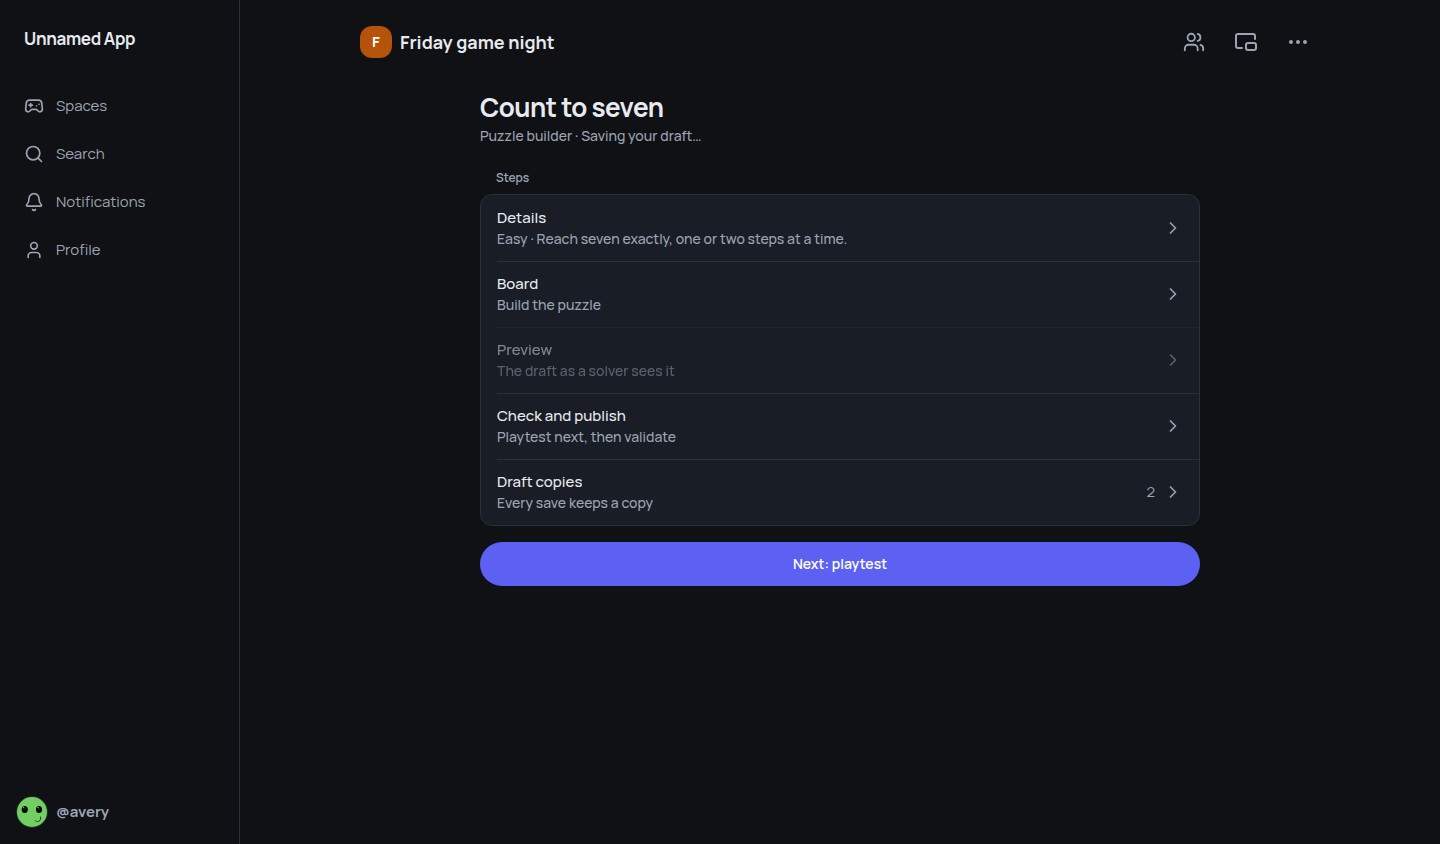 Unnamed App
Spaces
Search
Notifications
Profile
@avery
F Friday game night
Count to seven
Puzzle builder · Saving your draft…
Steps
Details
Easy · Reach seven exactly, one or two steps at a time.
Board
Build the puzzle
Preview
The draft as a solver sees it
Check and publish
Playtest next, then validate
Draft copies
Every save keeps a copy
2
Next: playtest